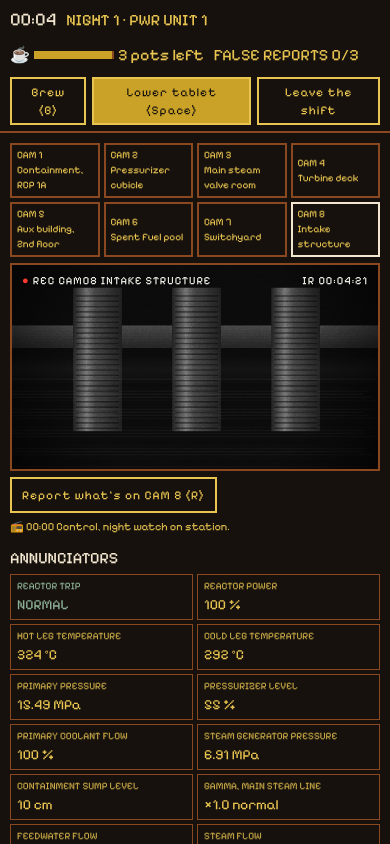 00:04 NIGHT 1 · PWR UNIT 1
3 pots left FALSE REPORTS 0/3
Brew (B)
Lower tablet (Space)
Leave the shift
CAM 1 Containment, RCP 1A
CAM 2 Pressurizer cubicle
CAM 3 Main steam valve room
CAM 4 Turbine deck
CAM 5 Aux building, 2nd floor
CAM 6 Spent fuel pool
CAM 7 Switchyard
CAM 8 Intake structure
REC CAM08 INTAKE STRUCTURE IR 00:04:21
Report what's on CAM 8 (R)
00:00 Control, night watch on station.
ANNUNCIATORS
REACTOR TRIP
NORMAL
REACTOR POWER
100 %
HOT LEG TEMPERATURE
324 °C
COLD LEG TEMPERATURE
292 °C
PRIMARY PRESSURE
15.49 MPa
PRESSURIZER LEVEL
55 %
PRIMARY COOLANT FLOW
100 %
STEAM GENERATOR PRESSURE
6.91 MPa
CONTAINMENT SUMP LEVEL
10 cm
GAMMA, MAIN STEAM LINE
×1.0 normal
FEEDWATER FLOW
STEAM FLOW